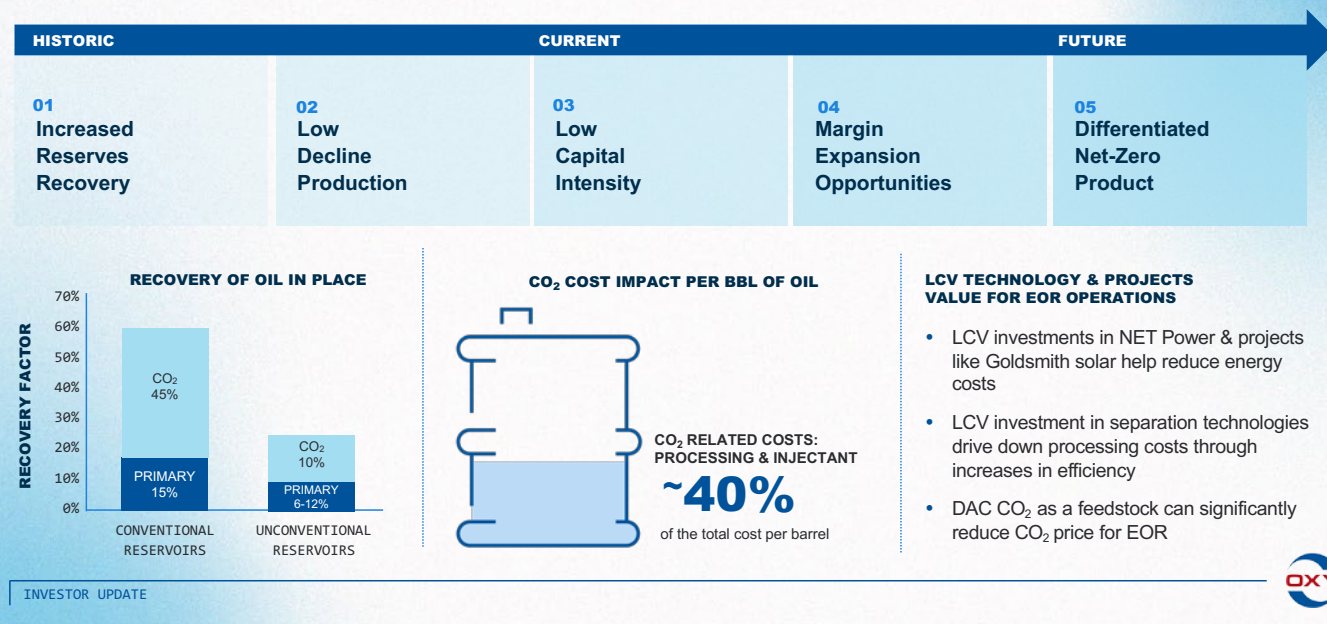 HISTORIC
CURRENT
FUTURE
01
Increased
Reserves
Recovery
02
Low
Decline
Production
03
Low
Capital
Intensity
04
Margin
Expansion
Opportunities
05
Differentiated
Net-Zero
Product
RECOVERY OF OIL IN PLACE
RECOVERY FACTOR
70%
60%
50%
40%
30%
20%
10%
0%
CO₂
45%
PRIMARY
15%
CO₂
10%
PRIMARY
6-12%
CONVENTIONAL
RESERVOIRS
UNCONVENTIONAL
RESERVOIRS
CO₂ COST IMPACT PER BBL OF OIL
CO₂ RELATED COSTS:
PROCESSING & INJECTANT
~40%
of the total cost per barrel
LCV TECHNOLOGY & PROJECTS
VALUE FOR EOR OPERATIONS
• LCV investments in NET Power & projects
like Goldsmith solar help reduce energy
costs
• LCV investment in separation technologies
drive down processing costs through
increases in efficiency
• DAC CO₂ as a feedstock can significantly
reduce CO₂ price for EOR
INVESTOR UPDATE
OXY